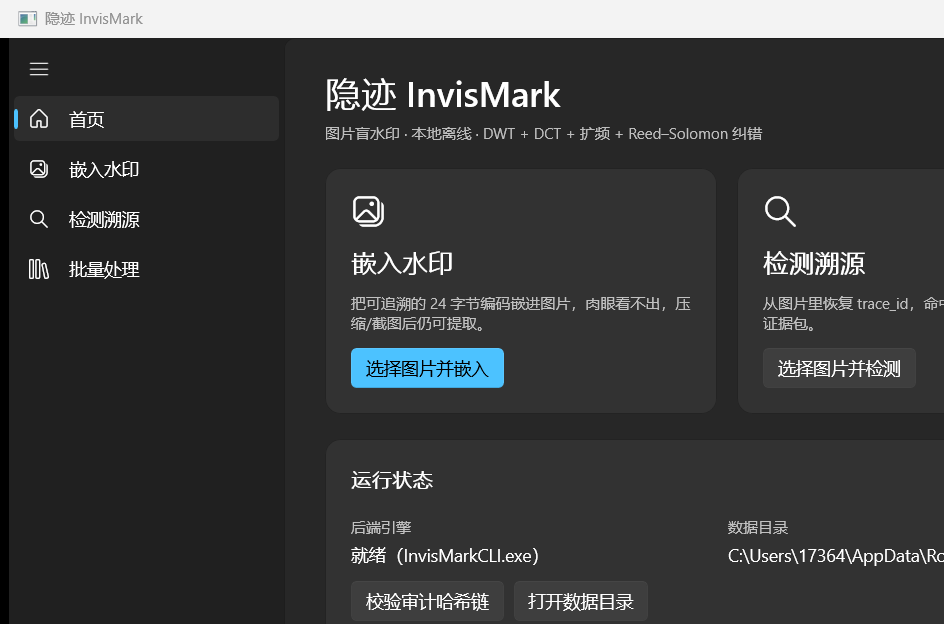 隐迹 InvisMark
首页
嵌入水印
检测溯源
批量处理
隐迹 InvisMark
图片盲水印 · 本地离线 · DWT + DCT + 扩频 + Reed–Solomon 纠错
嵌入水印
把可追溯的 24 字节编码嵌进图片，肉眼看不出，压
缩/截图后仍可提取。
选择图片并嵌入
检测溯源
从图片里恢复 trace_id，命中
证据包。
选择图片并检测
运行状态
后端引擎
就绪（InvisMarkCLI.exe）
数据目录
C:\Users\17364\AppData\Ro
校验审计哈希链
打开数据目录